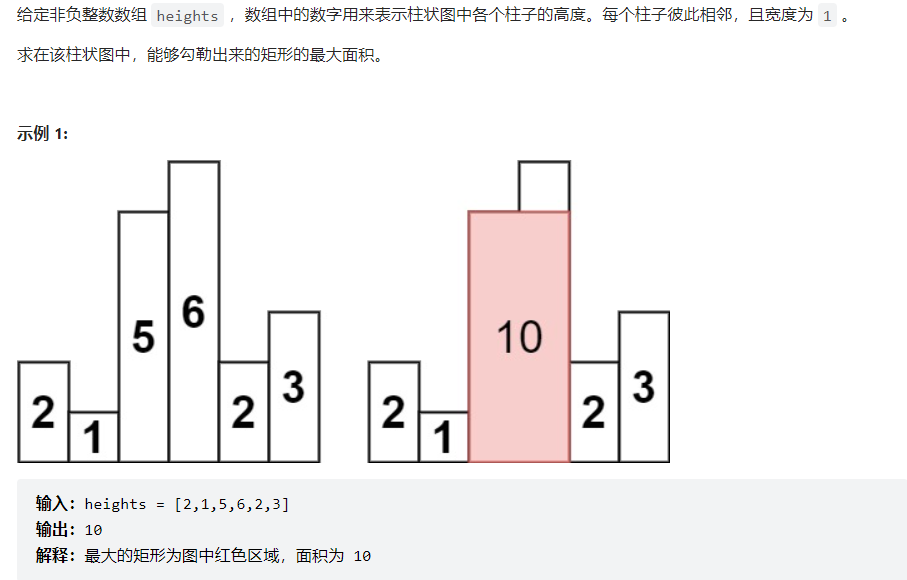 给定非负整数数组 heights ，数组中的数字用来表示柱状图中各个柱子的高度。每个柱子彼此相邻，且宽度为 1 。
求在该柱状图中，能够勾勒出来的矩形的最大面积。
示例 1:
2 1 5 6 2 3
2 1 10 2 3
输入：heights = [2,1,5,6,2,3]
输出：10
解释：最大的矩形为图中红色区域，面积为 10